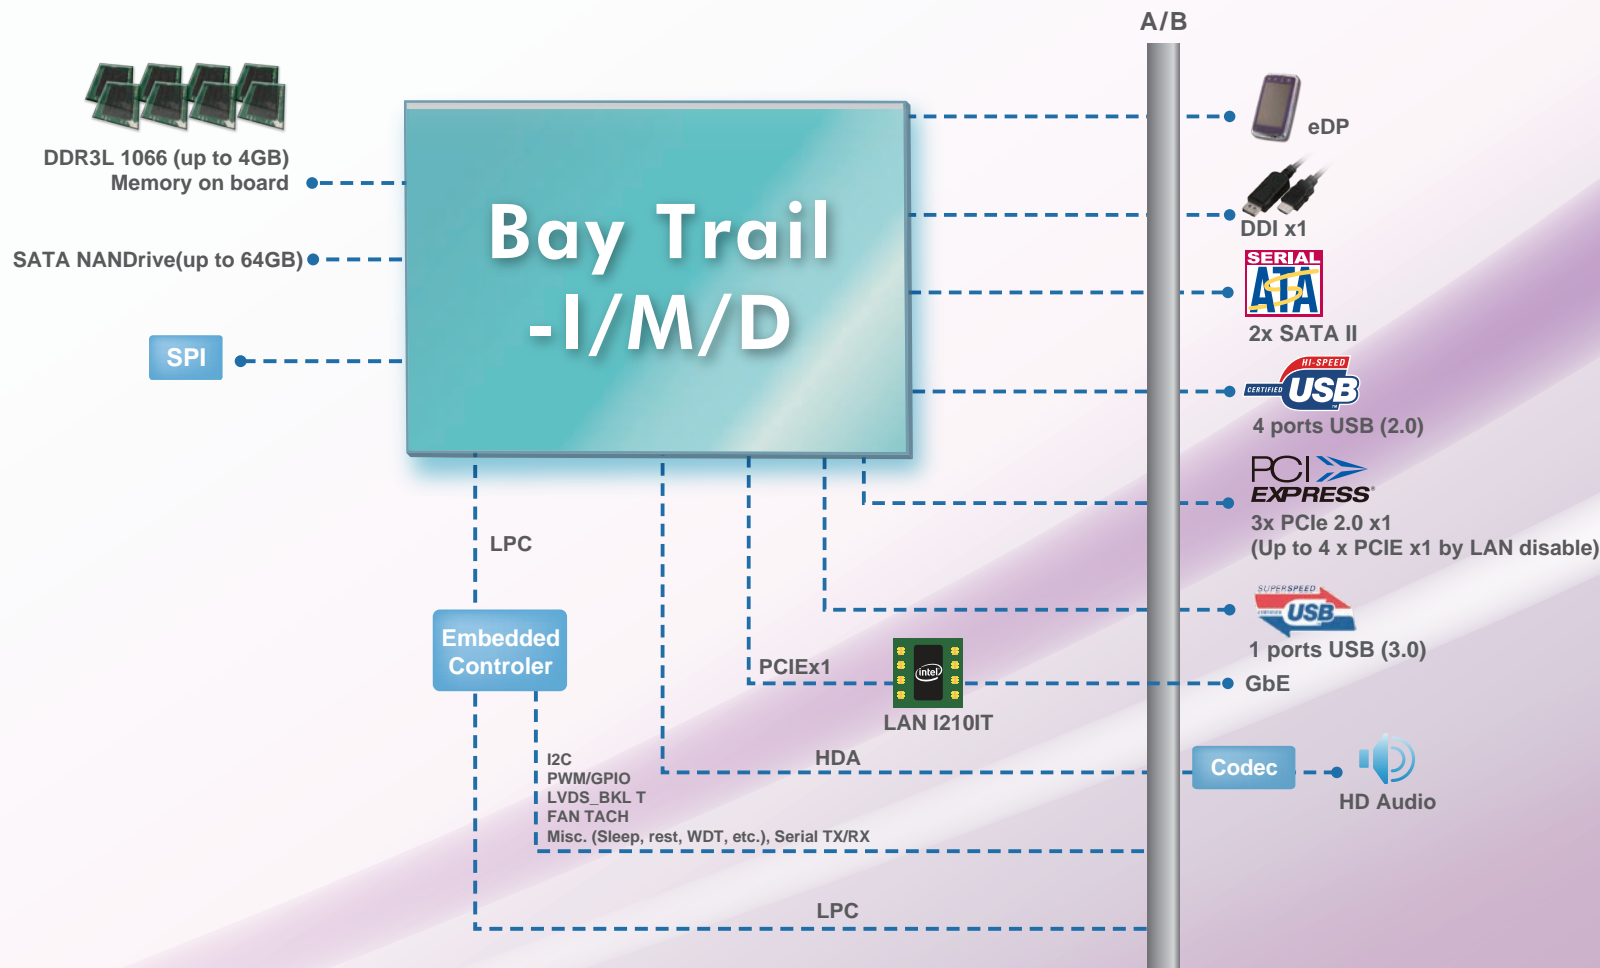 A/B
DDR3L 1066 (up to 4GB)
Memory on board
SATA NANDrive(up to 64GB)
SPI
Bay Trail
-I/M/D
eDP
DDI x1
SERIAL
ATA
2x SATA II
HI-SPEED
CERTIFIED USB
TM
4 ports USB (2.0)
PCI
EXPRESS®
3x PCIe 2.0 x1
(Up to 4 x PCIE x1 by LAN disable)
SUPERSPEED
CERTIFIED USB
1 ports USB (3.0)
LPC
Embedded
Controler
PCIEx1
intel
LAN I210IT
GbE
HDA
Codec
HD Audio
I2C
PWM/GPIO
LVDS_BKL T
FAN TACH
Misc. (Sleep, rest, WDT, etc.), Serial TX/RX
LPC